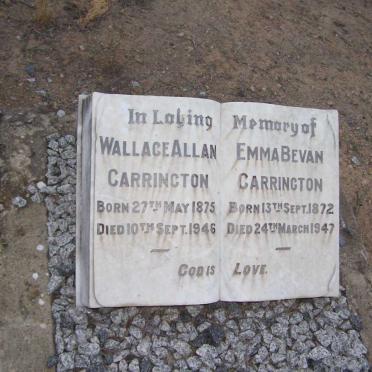 In Loving Memory of
WALLACE ALLAN
CARRINGTON
BORN 27TH MAY 1875
DIED 10TH SEPT. 1946
EMMA BEVAN
CARRINGTON
BORN 13TH SEPT. 1872
DIED 24TH MARCH 1947
GOD IS LOVE.